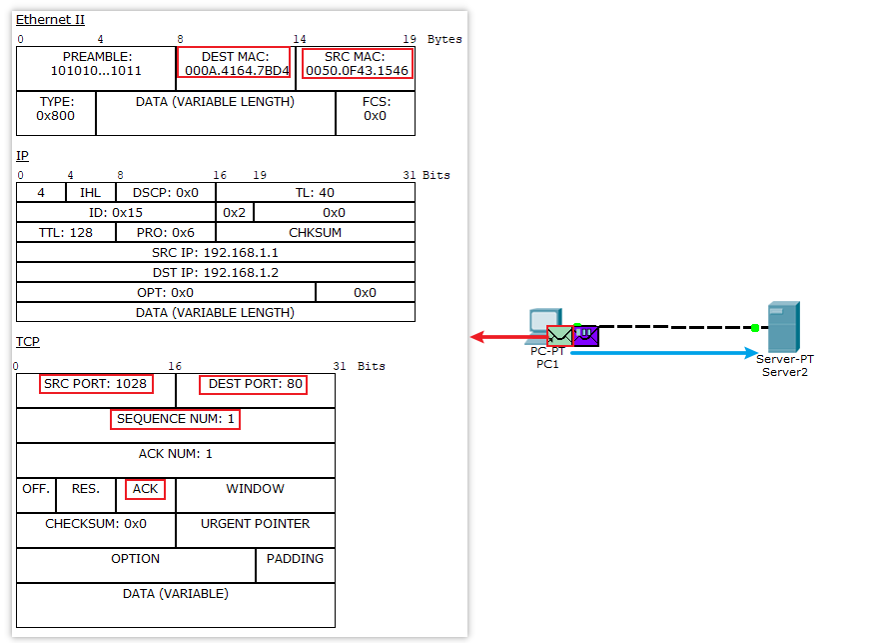 Ethernet II
0 4 8 14 19 Bytes
PREAMBLE: DEST MAC: SRC MAC:
101010...1011 000A.4164.7BD4 0050.0F43.1546
TYPE: DATA (VARIABLE LENGTH) FCS:
0x800 0x0
IP
0 4 8 16 19 31 Bits
4 IHL DSCP: 0x0 TL: 40
ID: 0x15 0x2 0x0
TTL: 128 PRO: 0x6 CHKSUM
SRC IP: 192.168.1.1
DST IP: 192.168.1.2
OPT: 0x0 0x0
DATA (VARIABLE LENGTH)
TCP
0 16 31 Bits
SRC PORT: 1028 DEST PORT: 80
SEQUENCE NUM: 1
ACK NUM: 1
OFF. RES. ACK WINDOW
CHECKSUM: 0x0 URGENT POINTER
OPTION PADDING
DATA (VARIABLE)
PC-PT
PC1
Server-PT
Server2